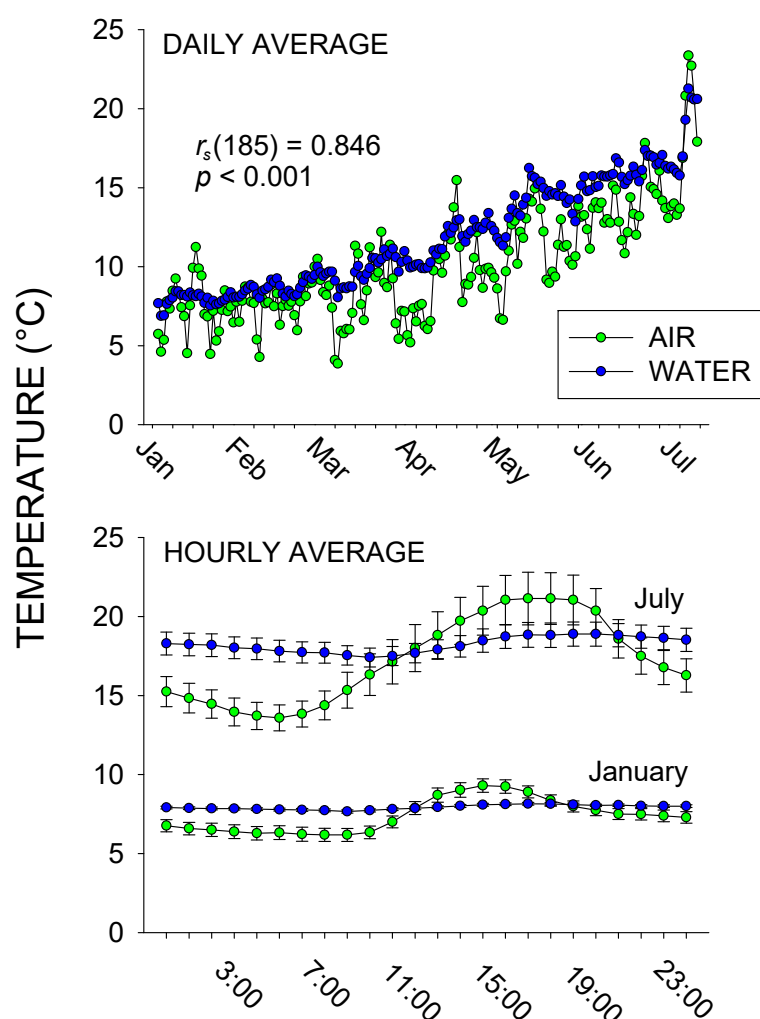 TEMPERATURE (°C)
25
DAILY AVERAGE
20
r_s(185) = 0.846
p < 0.001
15
10
AIR
WATER
5
0
Jan Feb Mar Apr May Jun Jul
25
HOURLY AVERAGE
20
July
15
10
January
5
0
3:00 7:00 11:00 15:00 19:00 23:00